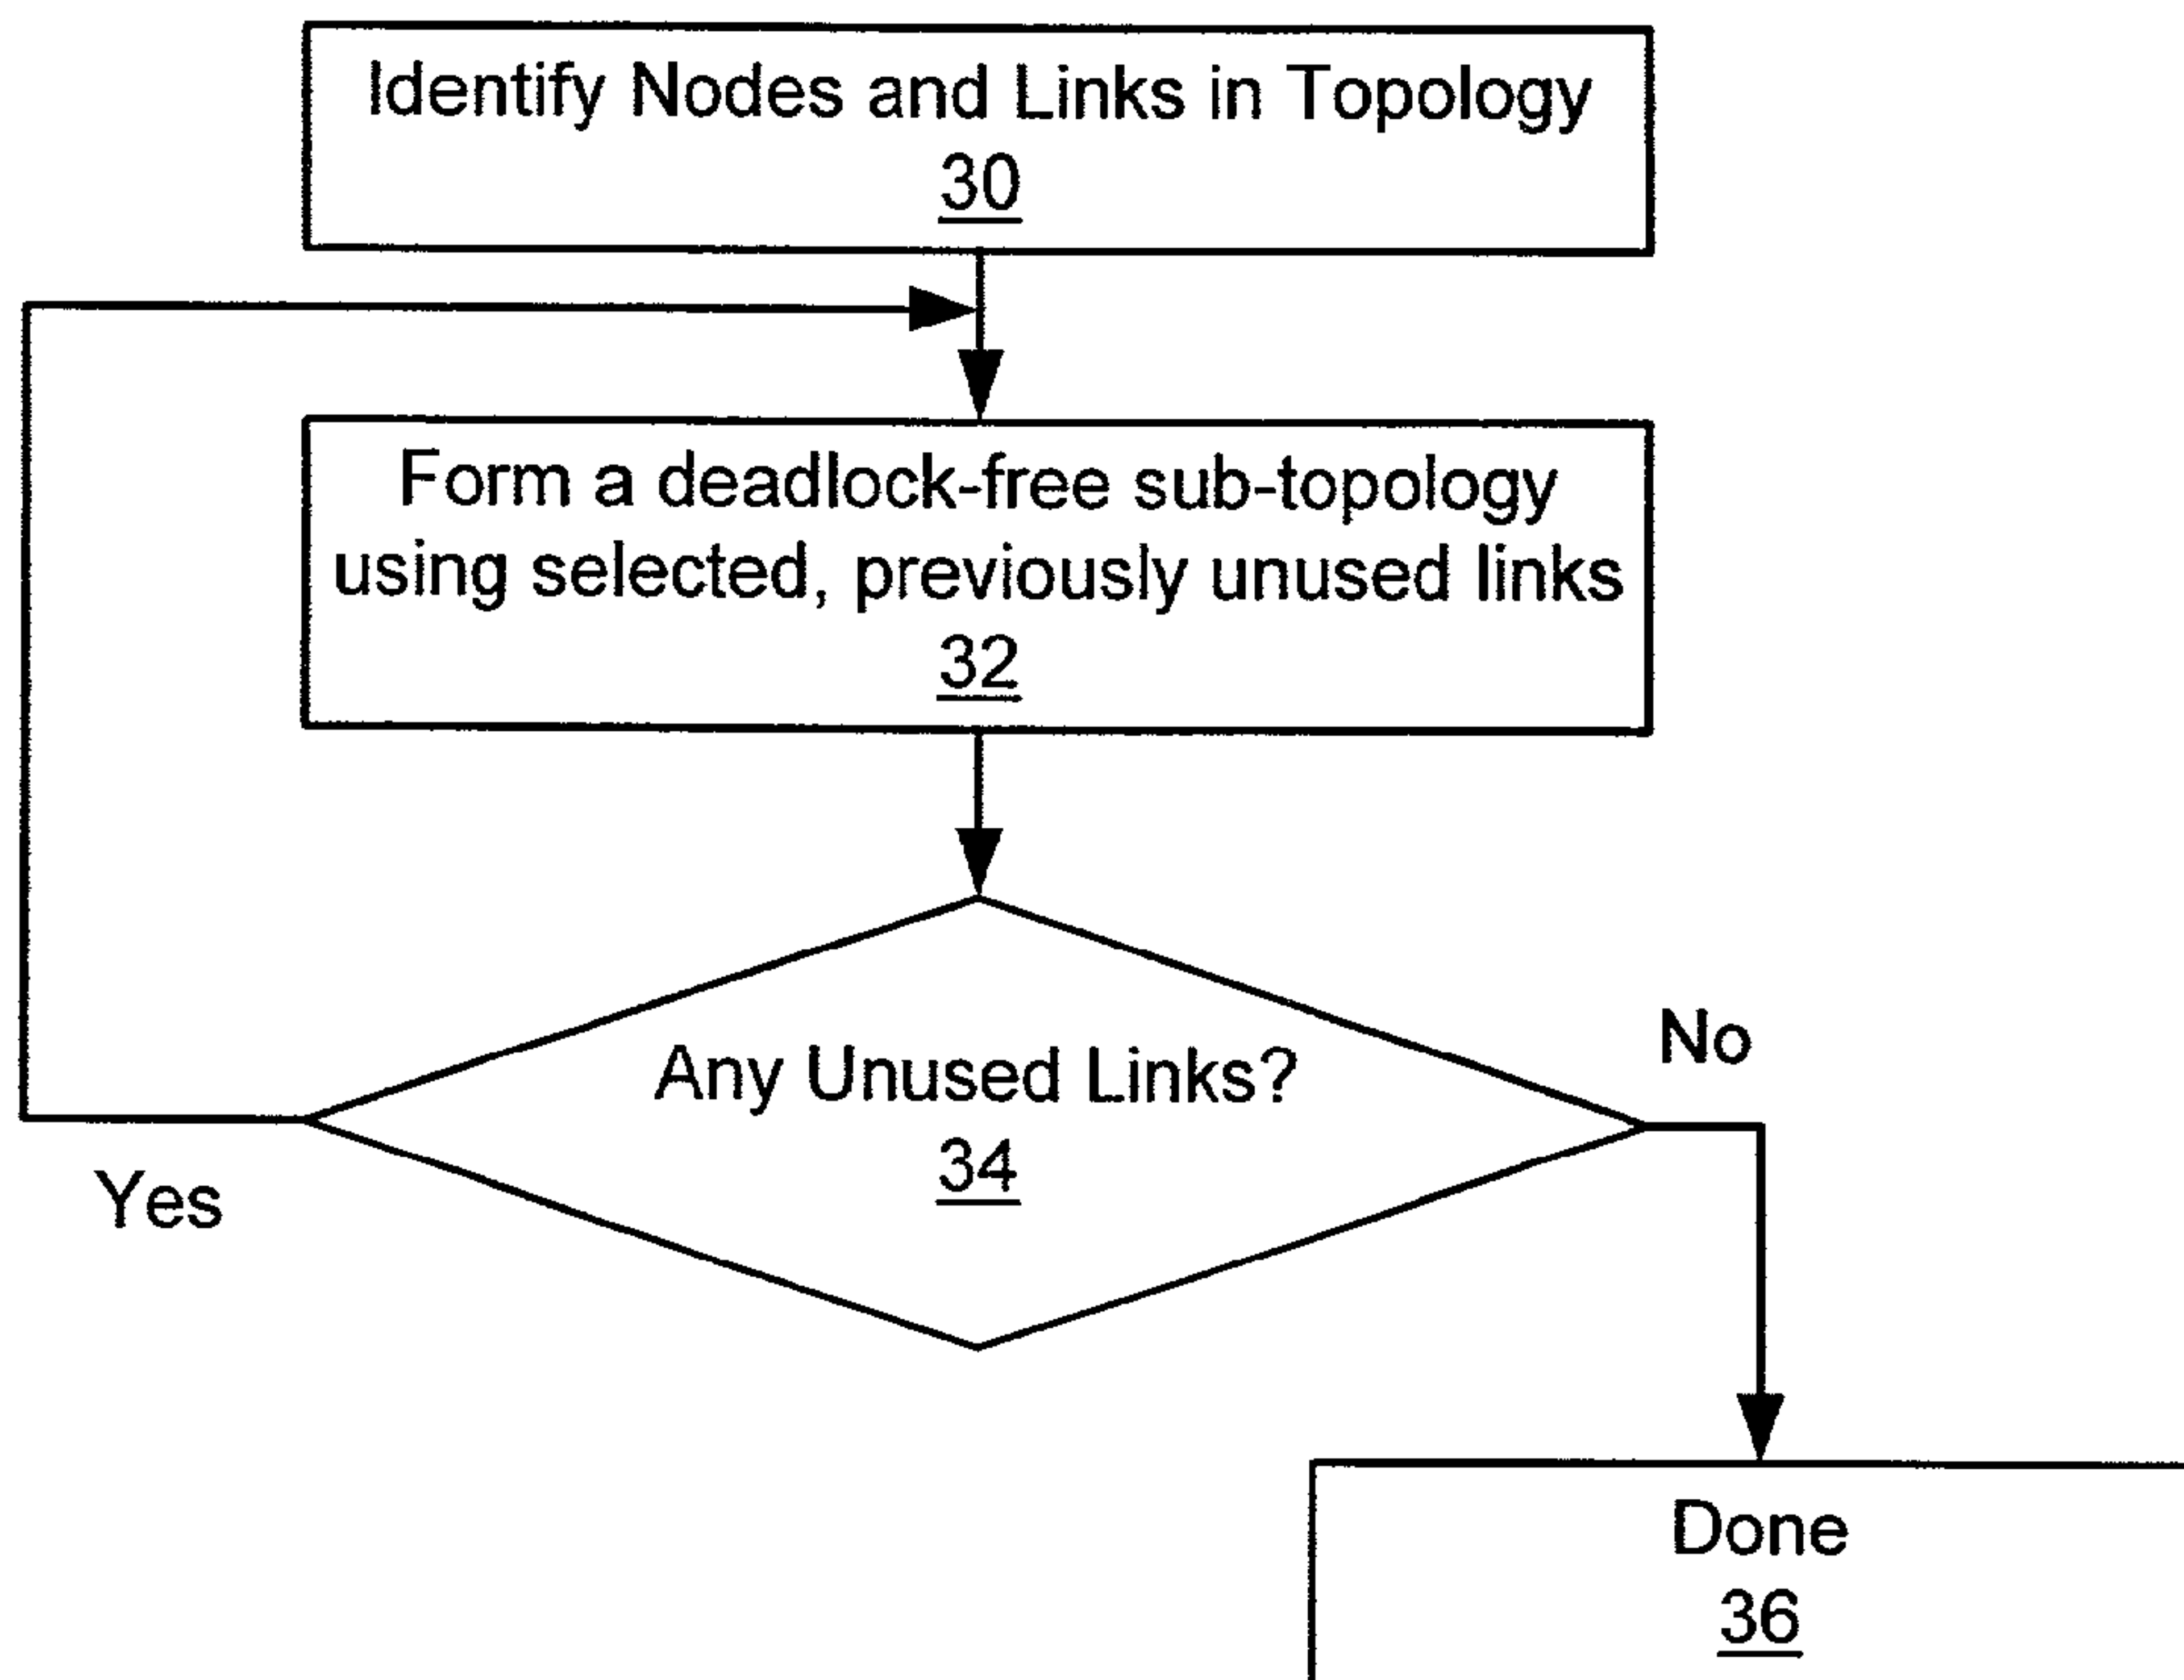 Identify Nodes and Links in Topology
30
Form a deadlock-free sub-topology
using selected, previously unused links
32
Any Unused Links?
34
No
Yes
Done
36